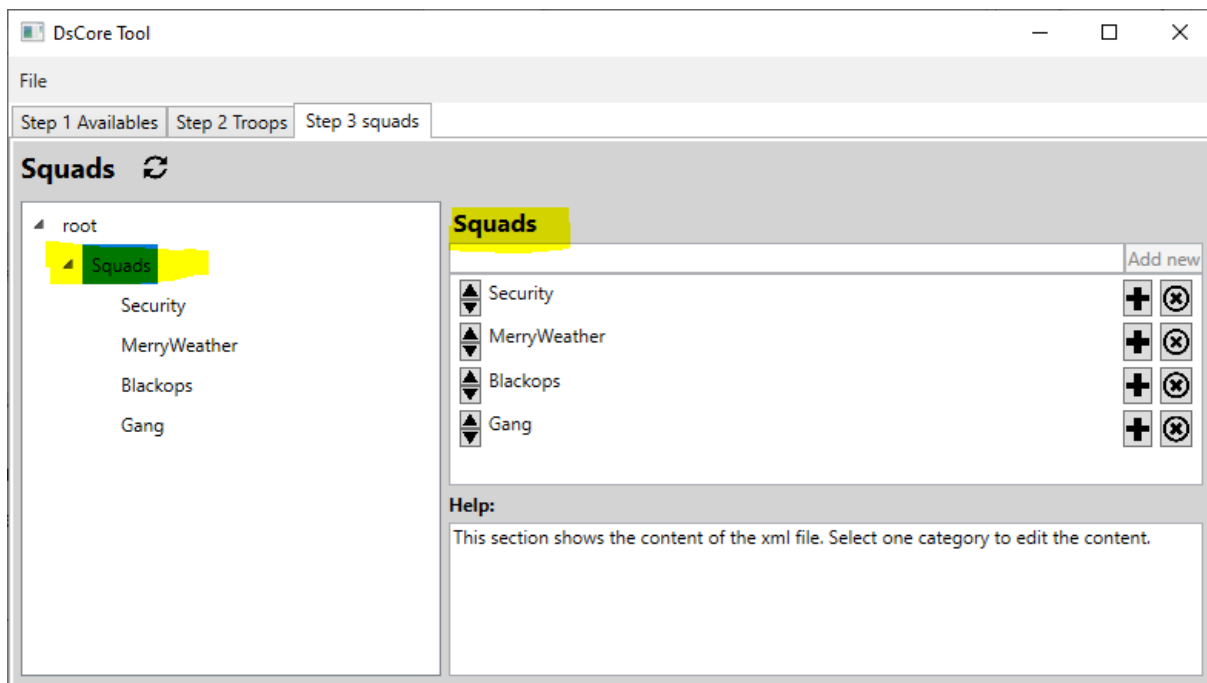 DsCore Tool
File
Step 1 Availables Step 2 Troops Step 3 squads
Squads
root
Squads
Security
MerryWeather
Blackops
Gang
Squads
Add new
Security
MerryWeather
Blackops
Gang
Help:
This section shows the content of the xml file. Select one category to edit the content.